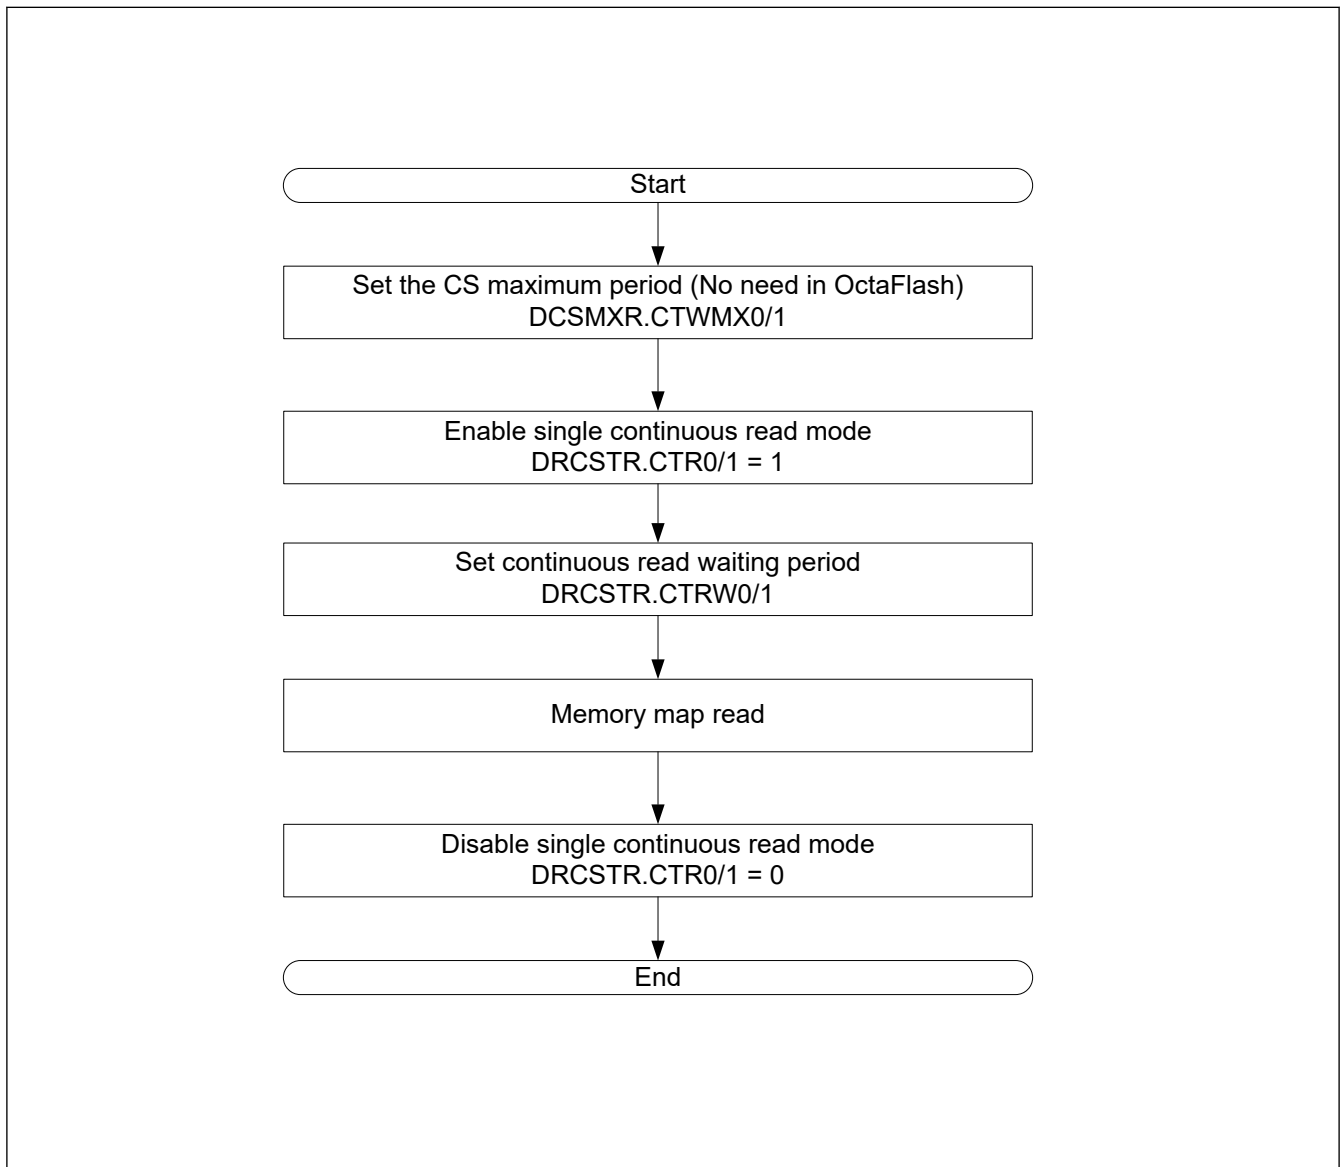 Start
Set the CS maximum period (No need in OctaFlash)
DCSMXR.CTWMX0/1
Enable single continuous read mode
DRCSTR.CTR0/1 = 1
Set continuous read waiting period
DRCSTR.CTRW0/1
Memory map read
Disable single continuous read mode
DRCSTR.CTR0/1 = 0
End